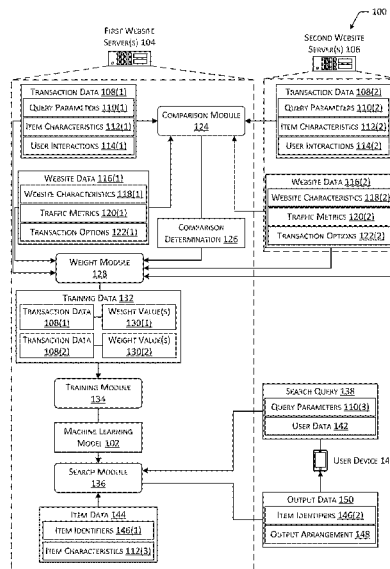 100
FIRST WEBSITE
SERVER(S) 104
SECOND WEBSITE
SERVER(S) 106
TRANSACTION DATA 108(1)
QUERY PARAMETERS 110(1)
ITEM CHARACTERISTICS 112(1)
USER INTERACTIONS 114(1)
COMPARISON MODULE
124
TRANSACTION DATA 108(2)
QUERY PARAMETERS 110(2)
ITEM CHARACTERISTICS 112(2)
USER INTERACTIONS 114(2)
WEBSITE DATA 116(1)
WEBSITE CHARACTERISTICS 118(1)
TRAFFIC METRICS 120(1)
TRANSACTION OPTIONS 122(1)
WEBSITE DATA 116(2)
WEBSITE CHARACTERISTICS 118(2)
TRAFFIC METRICS 120(2)
TRANSACTION OPTIONS 122(2)
COMPARISON
DETERMINATION 126
WEIGHT MODULE
128
TRAINING DATA 132
TRANSACTION DATA
108(1)
WEIGHT VALUE(S)
130(1)
TRANSACTION DATA
108(2)
WEIGHT VALUE(S)
130(2)
TRAINING MODULE
134
MACHINE LEARNING
MODEL 102
SEARCH MODULE
136
SEARCH QUERY 138
QUERY PARAMETERS 110(3)
USER DATA 142
USER DEVICE 14
OUTPUT DATA 150
ITEM IDENTIFIERS 146(2)
OUTPUT ARRANGEMENT 148
ITEM DATA 144
ITEM IDENTIFIERS 146(1)
ITEM CHARACTERISTICS 112(3)